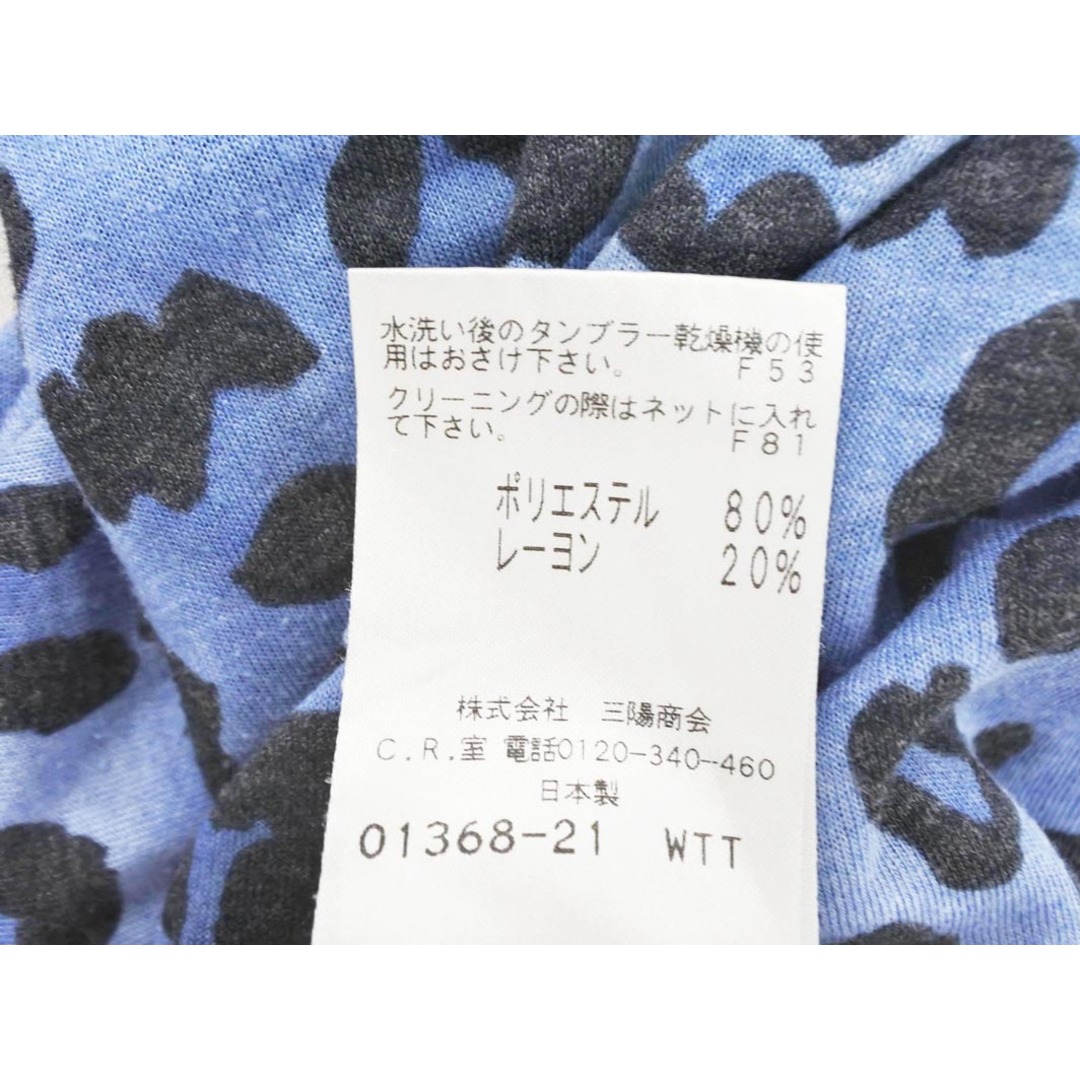 水洗い後のタンブラー乾燥機の使
用はおさけ下さい。 F53
クリーニングの際はネットに入れ
て下さい。 F81
ポリエステル 80%
レーヨン 20%
株式会社 三陽商会
C.R.室 電話0120-340-460
日本製
01368-21 WTT